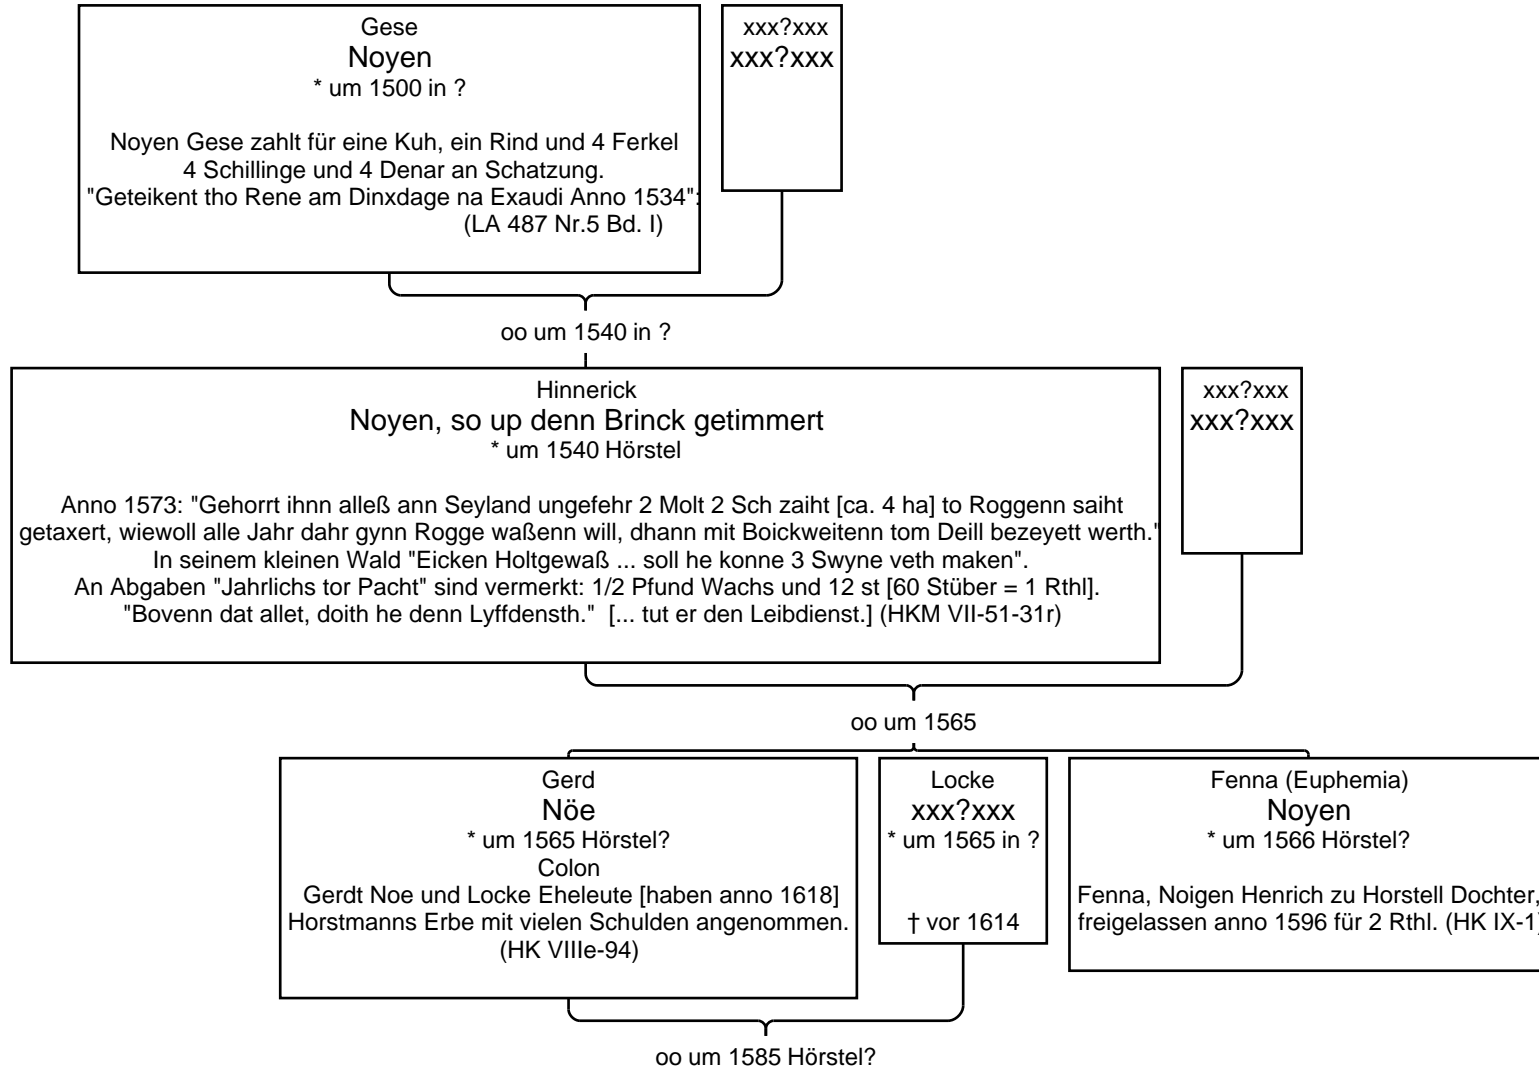 Gese
Noyen
* um 1500 in ?
Noyen Gese zahlt für eine Kuh, ein Rind und 4 Ferkel
4 Schillinge und 4 Denar an Schatzung.
"Geteikent tho Rene am Dinxdage na Exaudi Anno 1534":
(LA 487 Nr.5 Bd. I)
xxx?xxx
xxx?xxx
oo um 1540 in ?
Hinnerick
Noyen, so up denn Brinck getimmert
* um 1540 Hörstel
Anno 1573: "Gehorrt ihnn alleß ann Seyland ungefehr 2 Molt 2 Sch zaiht [ca. 4 ha] to Roggenn saiht
getaxert, wiewoll alle Jahr dahr gynn Rogge waßenn will, dhann mit Boickweitenn tom Deill bezeyett werth."
In seinem kleinen Wald "Eicken Holtgewaß ... soll he konne 3 Swyne veth maken".
An Abgaben "Jahrlichs tor Pacht" sind vermerkt: 1/2 Pfund Wachs und 12 st [60 Stüber = 1 Rthl].
"Bovenn dat allet, doith he denn Lyffdensth." [... tut er den Leibdienst.] (HKM VII-51-31r)
xxx?xxx
xxx?xxx
oo um 1565
Gerd
Nöe
* um 1565 Hörstel?
Colon
Gerdt Noe und Locke Eheleute [haben anno 1618]
Horstmanns Erbe mit vielen Schulden angenommen.
(HK VIIIe-94)
Locke
xxx?xxx
* um 1565 in ?
† vor 1614
Fenna (Euphemia)
Noyen
* um 1566 Hörstel?
Fenna, Noigen Henrich zu Horstell Dochter,
freigelassen anno 1596 für 2 Rthl. (HK IX-1)
oo um 1585 Hörstel?